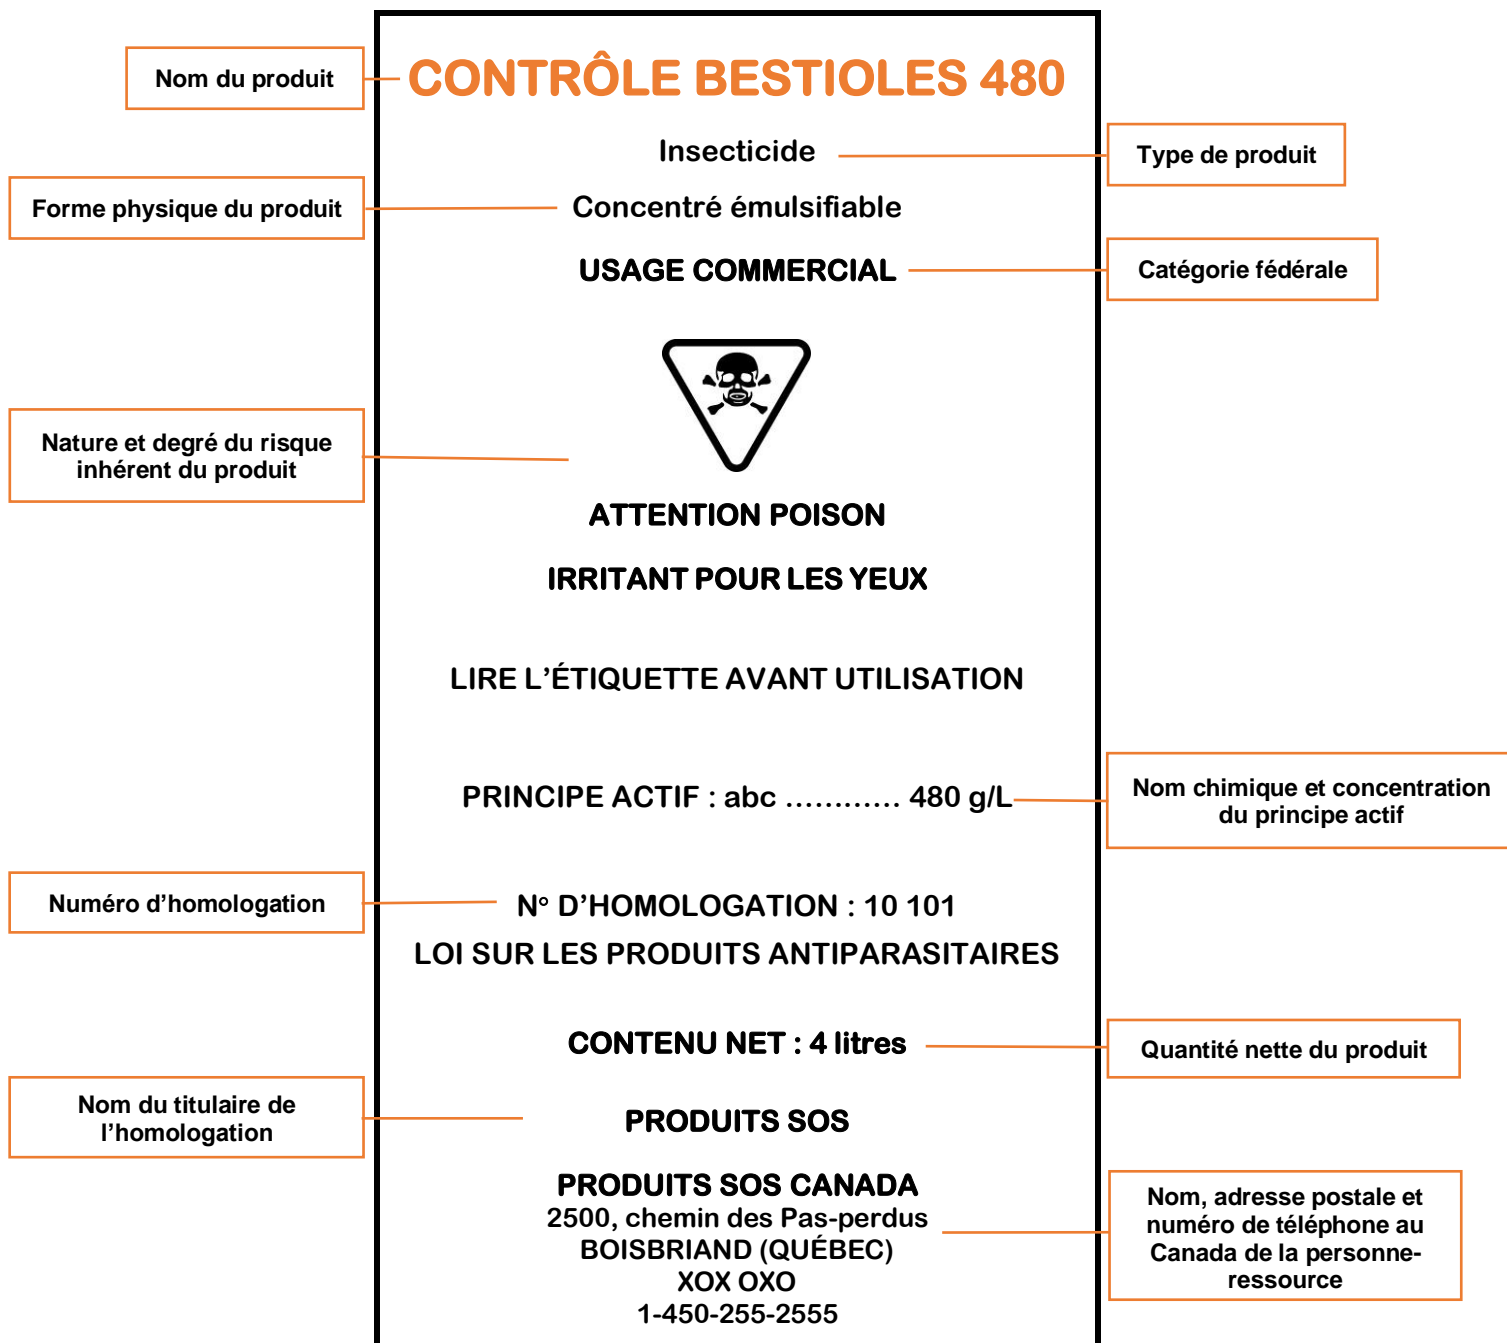 Nom du produit
CONTRÔLE BESTIOLES 480
Insecticide
Type de produit
Forme physique du produit
Concentré émulsifiable
USAGE COMMERCIAL
Catégorie fédérale
Nature et degré du risque
inhérent du produit
ATTENTION POISON
IRRITANT POUR LES YEUX
LIRE L’ÉTIQUETTE AVANT UTILISATION
PRINCIPE ACTIF : abc ………… 480 g/L
Nom chimique et concentration
du principe actif
Numéro d’homologation
N° D’HOMOLOGATION : 10 101
LOI SUR LES PRODUITS ANTIPARASITAIRES
CONTENU NET : 4 litres
Quantité nette du produit
Nom du titulaire de
l’homologation
PRODUITS SOS
PRODUITS SOS CANADA
2500, chemin des Pas-perdus
BOISBRIAND (QUÉBEC)
XOX OXO
1-450-255-2555
Nom, adresse postale et
numéro de téléphone au
Canada de la personne-
ressource